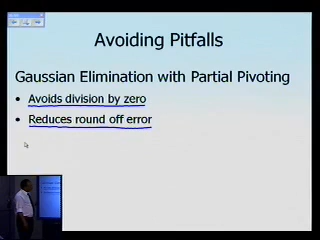 Avoiding Pitfalls
Gaussian Elimination with Partial Pivoting
• Avoids division by zero
• Reduces round off error